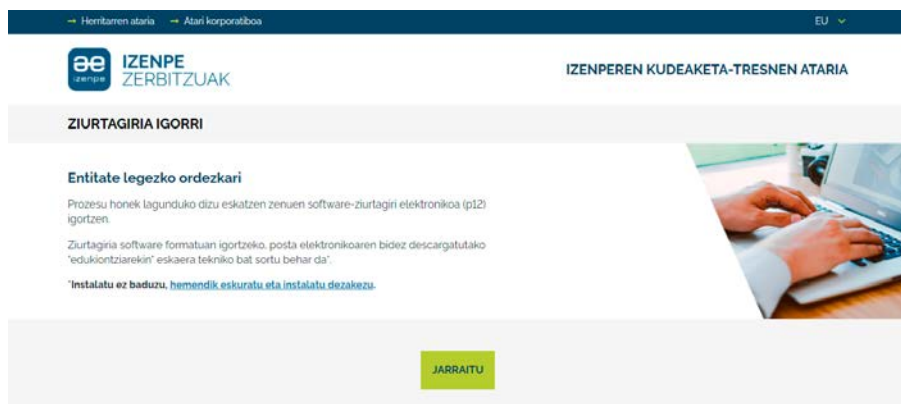 → Herritarren ataria → Atari korporatiboa EU
izenpe
IZENPE
ZERBITZUAK
IZENPEREN KUDEAKETA-TRESNEN ATARIA
ZIURTAGIRIA IGORRI
Entitate legezko ordezkari
Prozesu honek lagunduko dizu eskatzen zenuen software-ziurtagiri elektronikoa (p12)
igortzen.
Ziurtagiria software formatuan igortzeko, posta elektronikoaren bidez descargatutako
"edukiontziarekin" eskaera tekniko bat sortu behar da*.
*Instalatu ez baduzu, hemendik eskuratu eta instalatu dezakezu.
JARRAITU